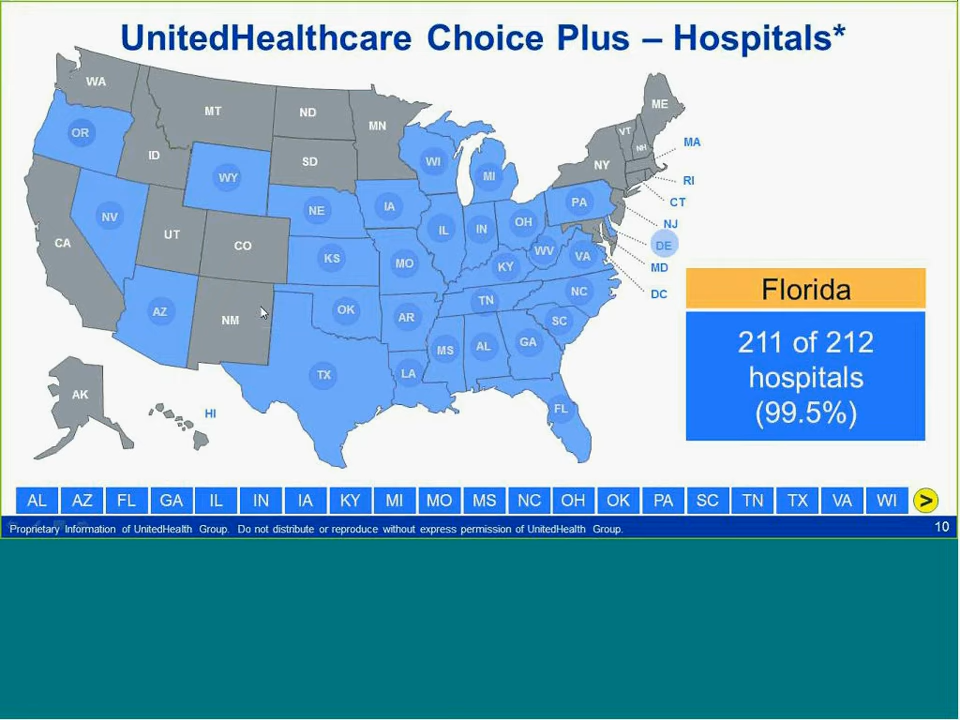 UnitedHealthcare Choice Plus – Hospitals*
WA
MT
ND
MN
ME
VT
NH
MA
OR
ID
SD
WI
MI
NY
RI
WY
CT
NV
NE
IA
PA
NJ
IL
IN
OH
DE
UT
CO
CA
KS
MO
WV
VA
MD
KY
DC
NC
AZ
NM
OK
AR
TN
SC
MS
AL
GA
TX
LA
AK
HI
FL
Florida
211 of 212
hospitals
(99.5%)
AL AZ FL GA IL IN IA KY MI MO MS NC OH OK PA SC TN TX VA WI >
Proprietary Information of UnitedHealth Group. Do not distribute or reproduce without express permission of UnitedHealth Group.
10